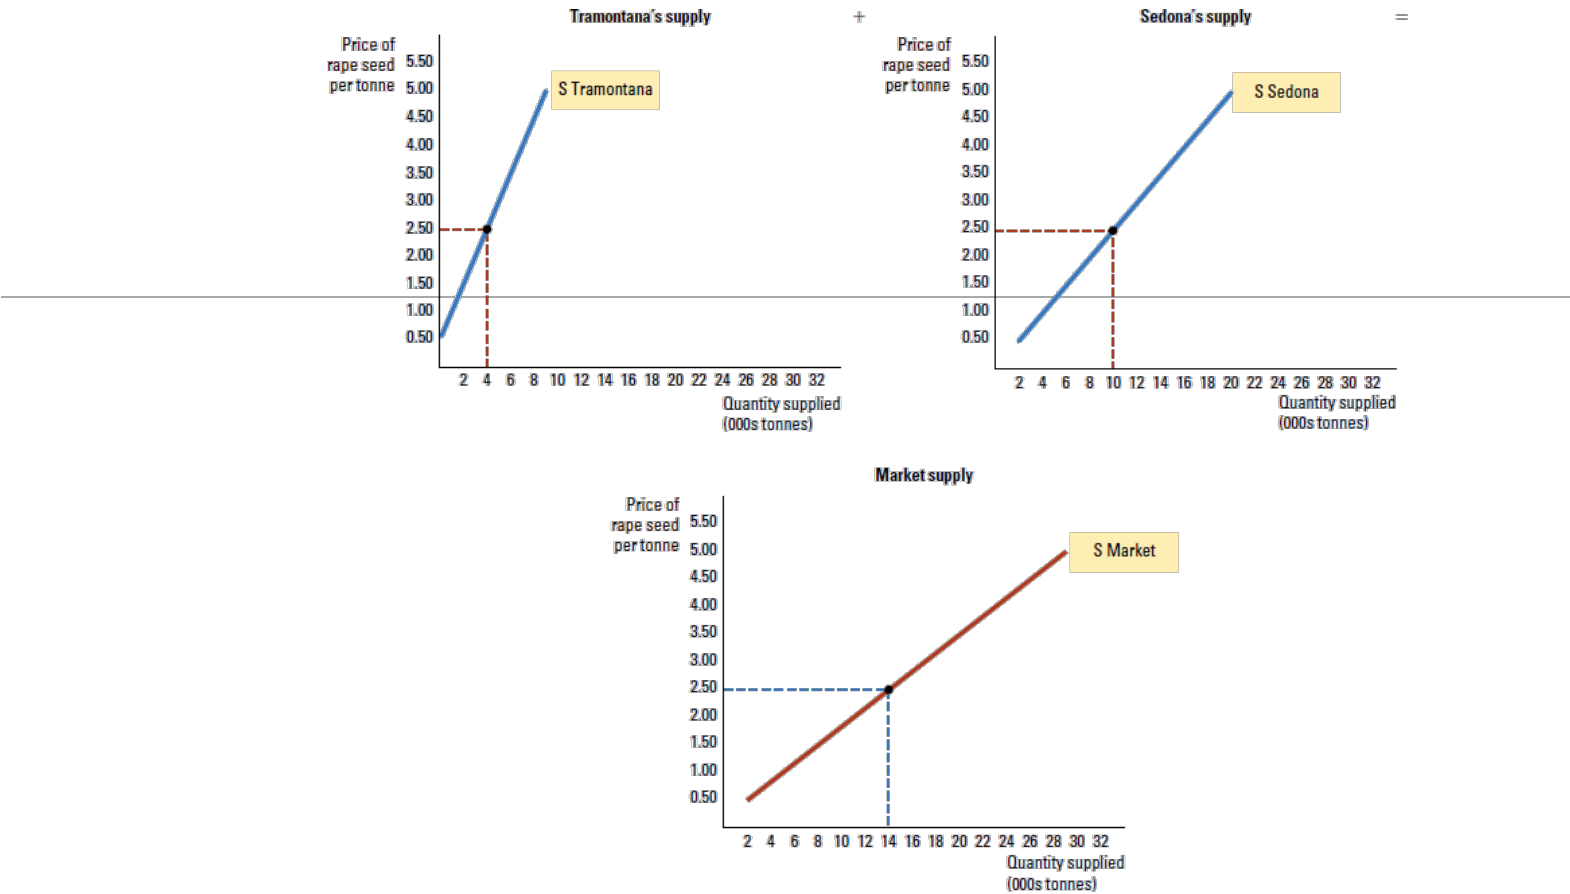 Tramontana's supply
+
Sedona's supply
=
Price of
rape seed
per tonne
5.50
5.00
4.50
4.00
3.50
3.00
2.50
2.00
1.50
1.00
0.50
S Tramontana
2 4 6 8 10 12 14 16 18 20 22 24 26 28 30 32
Quantity supplied
(000s tonnes)
Price of
rape seed
per tonne
5.50
5.00
4.50
4.00
3.50
3.00
2.50
2.00
1.50
1.00
0.50
S Sedona
2 4 6 8 10 12 14 16 18 20 22 24 26 28 30 32
Quantity supplied
(000s tonnes)
Market supply
Price of
rape seed
per tonne
5.50
5.00
4.50
4.00
3.50
3.00
2.50
2.00
1.50
1.00
0.50
S Market
2 4 6 8 10 12 14 16 18 20 22 24 26 28 30 32
Quantity supplied
(000s tonnes)